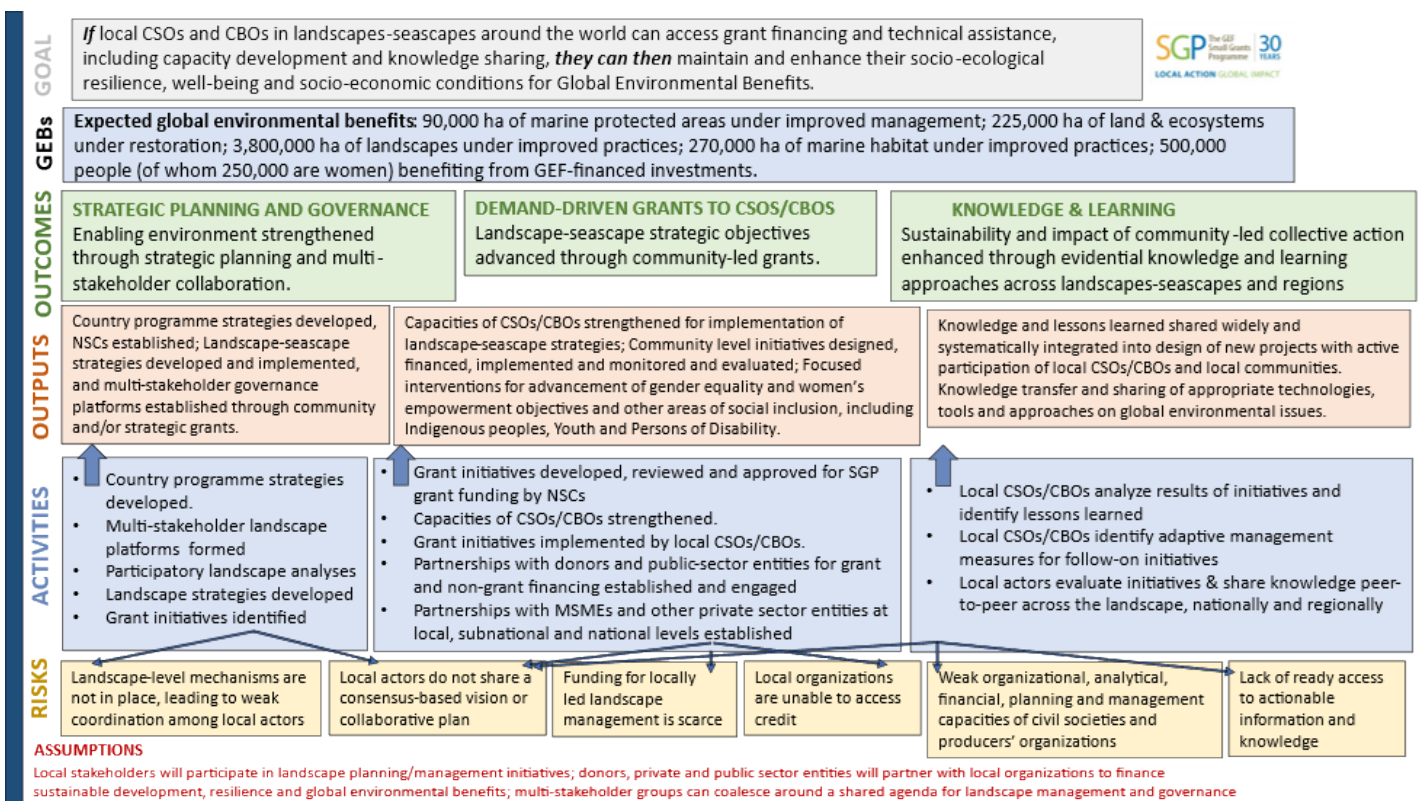 GOAL
If local CSOs and CBOs in landscapes-seascapes around the world can access grant financing and technical assistance,
including capacity development and knowledge sharing, they can then maintain and enhance their socio-ecological
resilience, well-being and socio-economic conditions for Global Environmental Benefits.
SGP The GEF
Small Grants
Programme
30
YEARS
LOCAL ACTION GLOBAL IMPACT
GEBs
Expected global environmental benefits: 90,000 ha of marine protected areas under improved management; 225,000 ha of land & ecosystems
under restoration; 3,800,000 ha of landscapes under improved practices; 270,000 ha of marine habitat under improved practices; 500,000
people (of whom 250,000 are women) benefiting from GEF-financed investments.
OUTCOMES
STRATEGIC PLANNING AND GOVERNANCE
Enabling environment strengthened
through strategic planning and multi-
stakeholder collaboration.
DEMAND-DRIVEN GRANTS TO CSOS/CBOS
Landscape-seascape strategic objectives
advanced through community-led grants.
KNOWLEDGE & LEARNING
Sustainability and impact of community-led collective action
enhanced through evidential knowledge and learning
approaches across landscapes-seascapes and regions
OUTPUTS
Country programme strategies developed,
NSCs established; Landscape-seascape
strategies developed and implemented,
and multi-stakeholder governance
platforms established through community
and/or strategic grants.
Capacities of CSOs/CBOs strengthened for implementation of
landscape-seascape strategies; Community level initiatives designed,
financed, implemented and monitored and evaluated; Focused
interventions for advancement of gender equality and women's
empowerment objectives and other areas of social inclusion, including
Indigenous peoples, Youth and Persons of Disability.
Knowledge and lessons learned shared widely and
systematically integrated into design of new projects with active
participation of local CSOs/CBOs and local communities.
Knowledge transfer and sharing of appropriate technologies,
tools and approaches on global environmental issues.
ACTIVITIES
• Country programme strategies
developed.
• Multi-stakeholder landscape
platforms formed
• Participatory landscape analyses
• Landscape strategies developed
• Grant initiatives identified
• Grant initiatives developed, reviewed and approved for SGP
grant funding by NSCs
• Capacities of CSOs/CBOs strengthened.
• Grant initiatives implemented by local CSOs/CBOs.
• Partnerships with donors and public-sector entities for grant
and non-grant financing established and engaged
• Partnerships with MSMEs and other private sector entities at
local, subnational and national levels established
• Local CSOs/CBOs analyze results of initiatives and
identify lessons learned
• Local CSOs/CBOs identify adaptive management
measures for follow-on initiatives
• Local actors evaluate initiatives & share knowledge peer-
to-peer across the landscape, nationally and regionally
RISKS
Landscape-level mechanisms are
not in place, leading to weak
coordination among local actors
Local actors do not share a
consensus-based vision or
collaborative plan
Funding for locally
led landscape
management is scarce
Local organizations
are unable to access
credit
Weak organizational, analytical,
financial, planning and management
capacities of civil societies and
producers' organizations
Lack of ready access
to actionable
information and
knowledge
ASSUMPTIONS
Local stakeholders will participate in landscape planning/management initiatives; donors, private and public sector entities will partner with local organizations to finance
sustainable development, resilience and global environmental benefits; multi-stakeholder groups can coalesce around a shared agenda for landscape management and governance